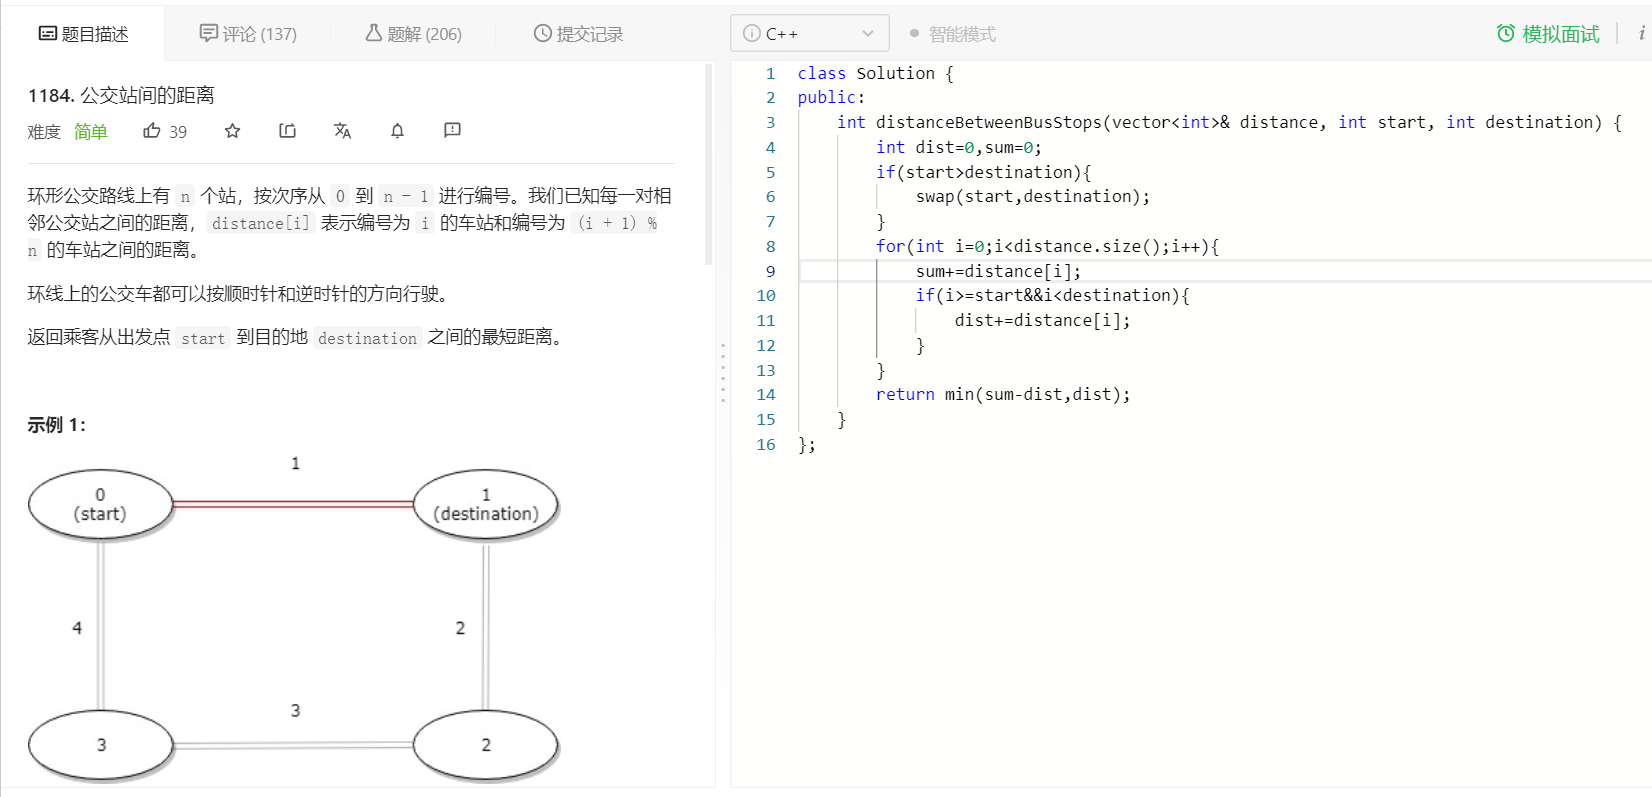 题目描述
评论 (137)
题解 (206)
提交记录
1184. 公交站间的距离
难度 简单 39
环形公交路线上有 n 个站，按次序从 0 到 n - 1 进行编号。我们已知每一对相
邻公交站之间的距离，distance[i] 表示编号为 i 的车站和编号为 (i + 1) %
n 的车站之间的距离。
环线上的公交车都可以按顺时针和逆时针的方向行驶。
返回乘客从出发点 start 到目的地 destination 之间的最短距离。
示例 1：
1
0
(start)
1
(destination)
4
2
3
3
2
C++
智能模式
模拟面试
i
1 class Solution {
2 public:
3 int distanceBetweenBusStops(vector<int>& distance, int start, int destination) {
4 int dist=0,sum=0;
5 if(start>destination){
6 swap(start,destination);
7 }
8 for(int i=0;i<distance.size();i++){
9 sum+=distance[i];
10 if(i>=start&&i<destination){
11 dist+=distance[i];
12 }
13 }
14 return min(sum-dist,dist);
15 }
16 };